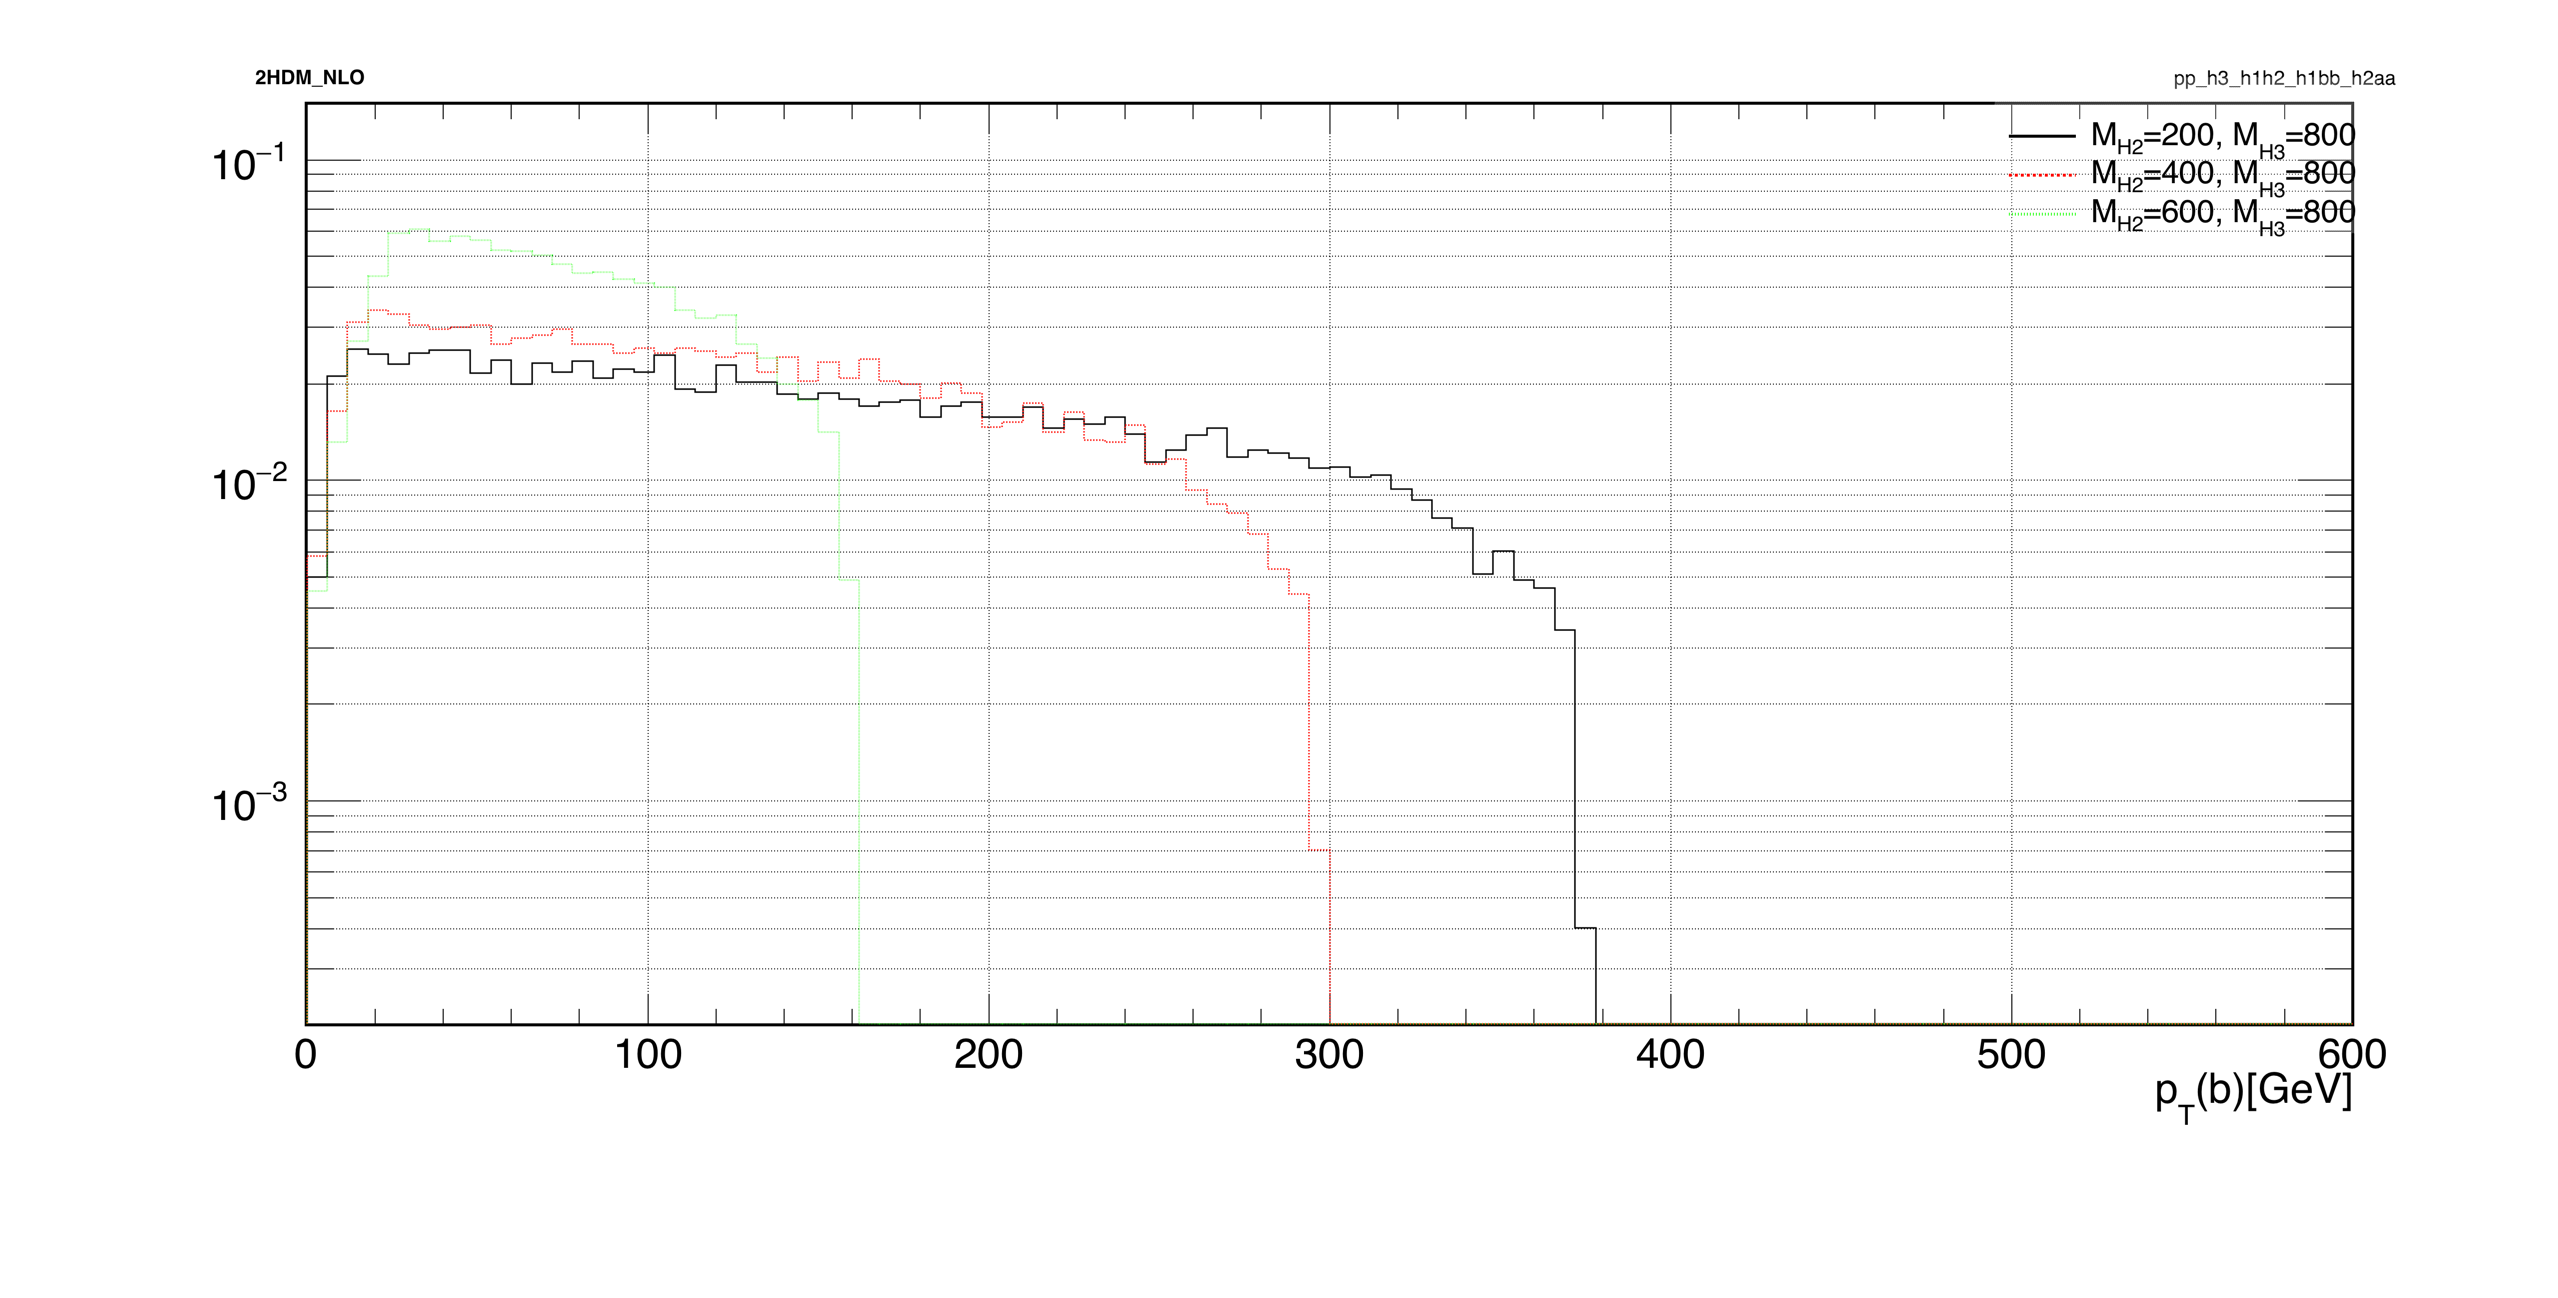 2HDM_NLO
pp_h3_h1h2_h1bb_h2aa
M_H2=200, M_H3=800
M_H2=400, M_H3=800
M_H2=600, M_H3=800
10^−1
10^−2
10^−3
0 100 200 300 400 500 600
p_T(b)[GeV]